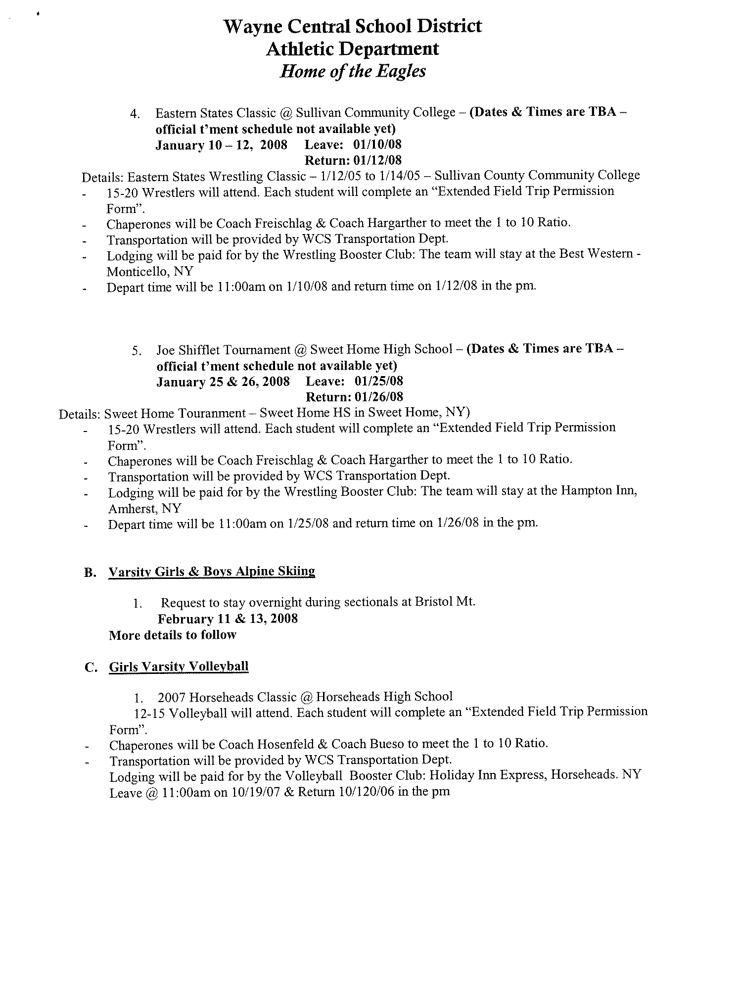 Wayne Central School District
Athletic Department
Home of the Eagles
4. Eastern States Classic @ Sullivan Community College – (Dates & Times are TBA –
official t’ment schedule not available yet)
January 10 – 12, 2008 Leave: 01/10/08
Return: 01/12/08
Details: Eastern States Wrestling Classic – 1/12/05 to 1/14/05 – Sullivan County Community College
- 15-20 Wrestlers will attend. Each student will complete an “Extended Field Trip Permission
Form”.
- Chaperones will be Coach Freischlag & Coach Hargarther to meet the 1 to 10 Ratio.
- Transportation will be provided by WCS Transportation Dept.
- Lodging will be paid for by the Wrestling Booster Club: The team will stay at the Best Western -
Monticello, NY
- Depart time will be 11:00am on 1/10/08 and return time on 1/12/08 in the pm.
5. Joe Shifflet Tournament @ Sweet Home High School – (Dates & Times are TBA –
official t’ment schedule not available yet)
January 25 & 26, 2008 Leave: 01/25/08
Return: 01/26/08
Details: Sweet Home Touranment – Sweet Home HS in Sweet Home, NY)
- 15-20 Wrestlers will attend. Each student will complete an “Extended Field Trip Permission
Form”.
- Chaperones will be Coach Freischlag & Coach Hargarther to meet the 1 to 10 Ratio.
- Transportation will be provided by WCS Transportation Dept.
- Lodging will be paid for by the Wrestling Booster Club: The team will stay at the Hampton Inn,
Amherst, NY
- Depart time will be 11:00am on 1/25/08 and return time on 1/26/08 in the pm.
B. Varsity Girls & Boys Alpine Skiing
1. Request to stay overnight during sectionals at Bristol Mt.
February 11 & 13, 2008
More details to follow
C. Girls Varsity Volleyball
1. 2007 Horseheads Classic @ Horseheads High School
12-15 Volleyball will attend. Each student will complete an “Extended Field Trip Permission
Form”.
- Chaperones will be Coach Hosenfeld & Coach Bueso to meet the 1 to 10 Ratio.
- Transportation will be provided by WCS Transportation Dept.
Lodging will be paid for by the Volleyball Booster Club: Holiday Inn Express, Horseheads. NY
Leave @ 11:00am on 10/19/07 & Return 10/120/06 in the pm